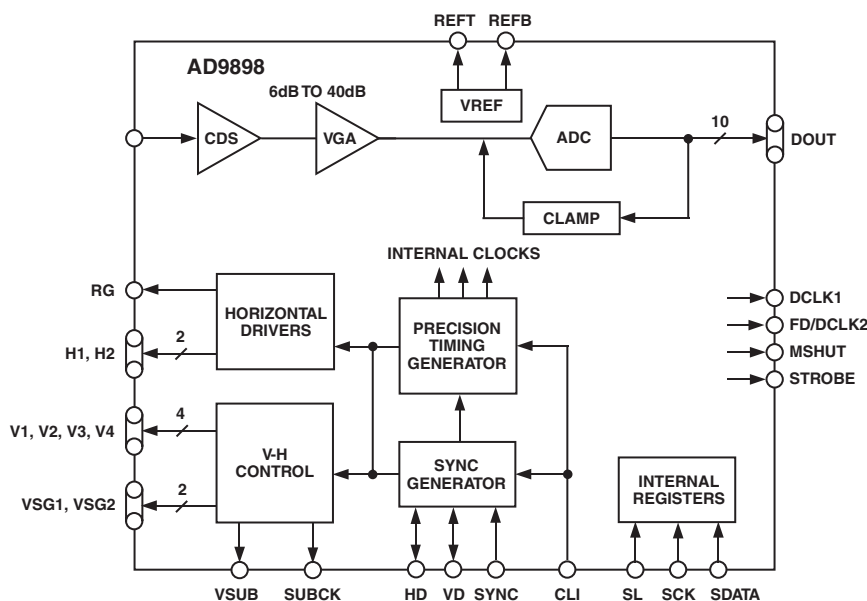 REFT REFB
AD9898
6dB TO 40dB
VREF
CDS
VGA
ADC
10
DOUT
CLAMP
INTERNAL CLOCKS
RG
HORIZONTAL
DRIVERS
PRECISION
TIMING
GENERATOR
DCLK1
FD/DCLK2
MSHUT
STROBE
H1, H2
2
V1, V2, V3, V4
4
V-H
CONTROL
SYNC
GENERATOR
INTERNAL
REGISTERS
VSG1, VSG2
2
VSUB SUBCK HD VD SYNC CLI SL SCK SDATA